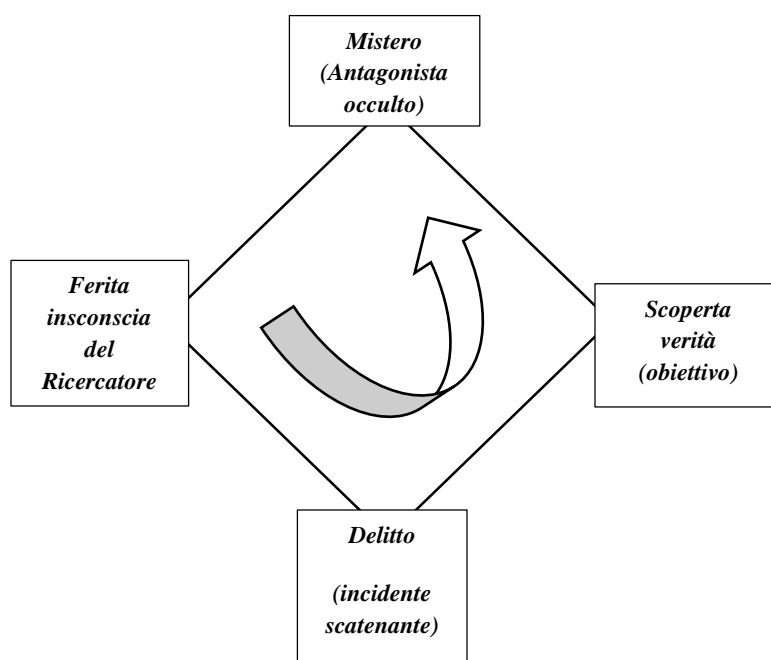 Mistero
(Antagonista
occulto)
Ferita
insconscia
del
Ricercatore
Scoperta
verità
(obiettivo)
Delitto
(incidente
scatenante)